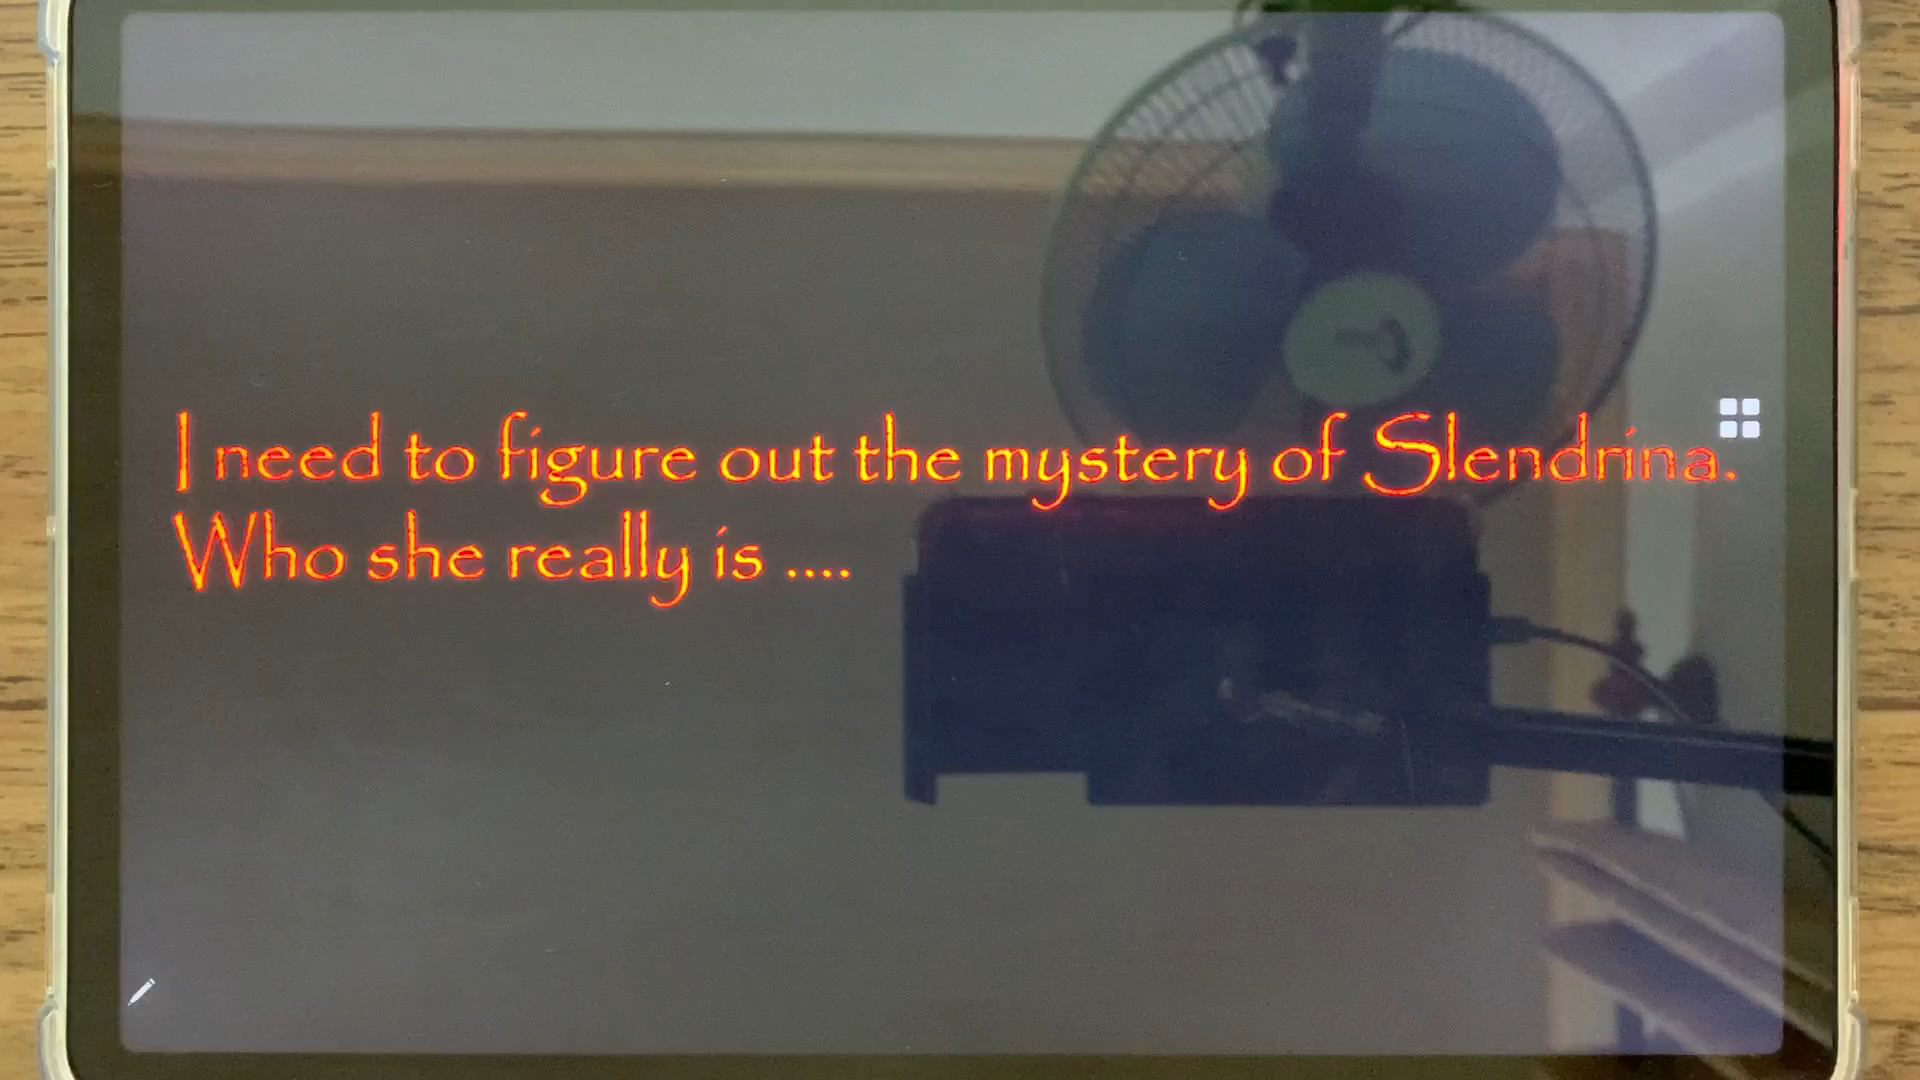 I need to figure out the mystery of Slendrina.
Who she really is ....